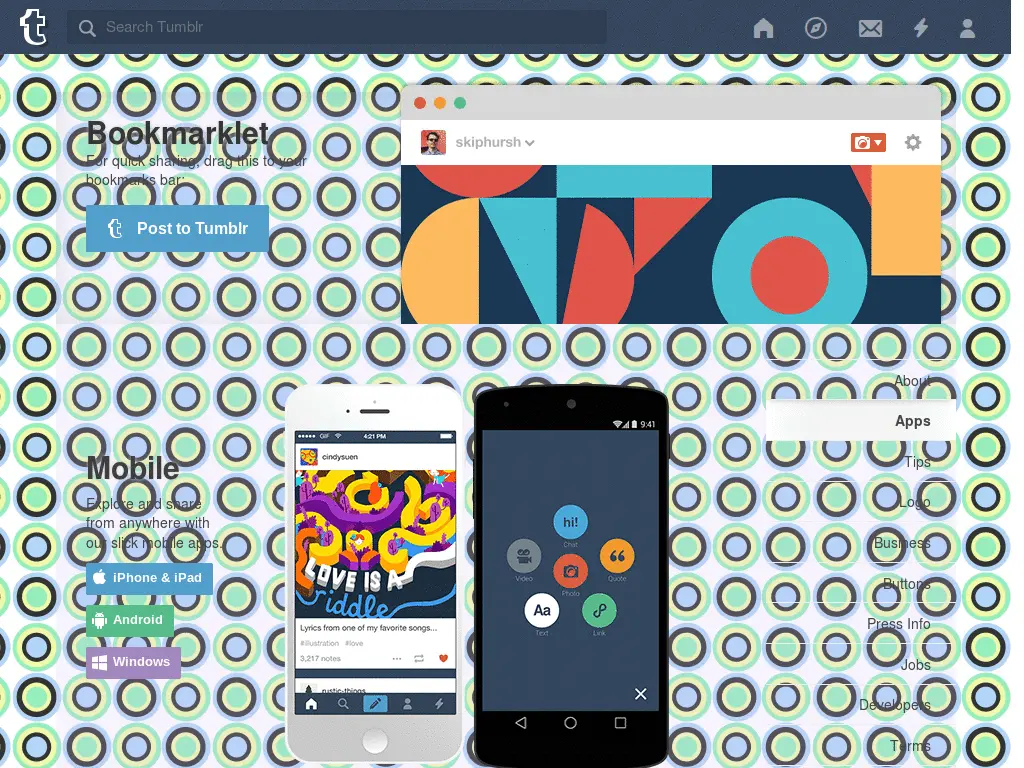 t
Search Tumblr
Bookmarklet
For quick sharing, drag this to your
bookmarks bar:
Post to Tumblr
skiphursh
About
Apps
Tips
Logo
Business
Buttons
Press Info
Jobs
Developers
Terms
Mobile
Explore and share
from anywhere with
our slick mobile apps.
iPhone & iPad
Android
Windows
GIF
4:21 PM
cindysuen
LOVE IS A
riddle
Lyrics from one of my favorite songs...
#illustration #love
3,217 notes
rustic-things
9:41
hi!
Chat
Video
Quote
Photo
Aa
Text
Link